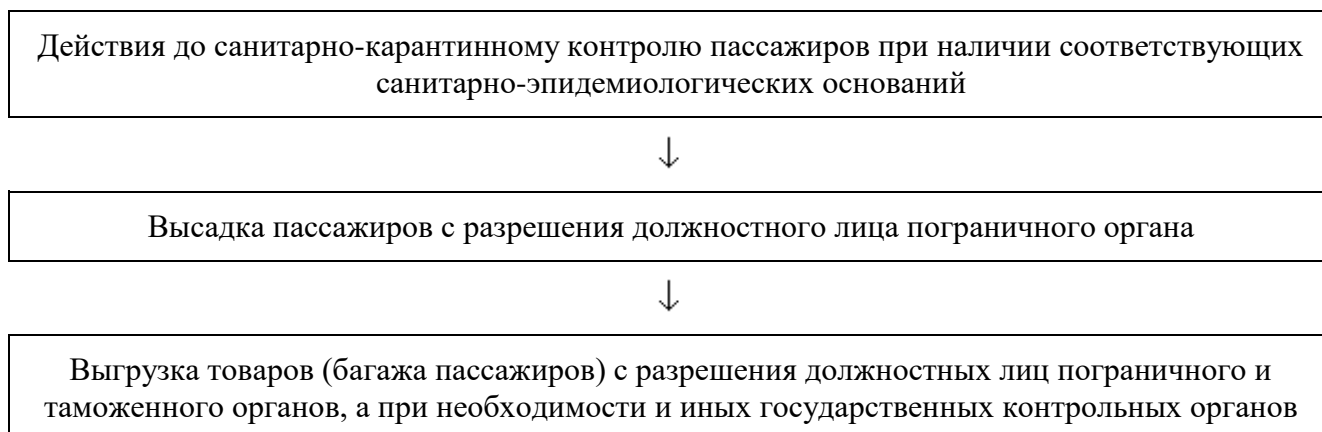 Действия до санитарно-карантинному контролю пассажиров при наличии соответствующих
санитарно-эпидемиологических оснований
↓
Высадка пассажиров с разрешения должностного лица пограничного органа
↓
Выгрузка товаров (багажа пассажиров) с разрешения должностных лиц пограничного и
таможенного органов, а при необходимости и иных государственных контрольных органов